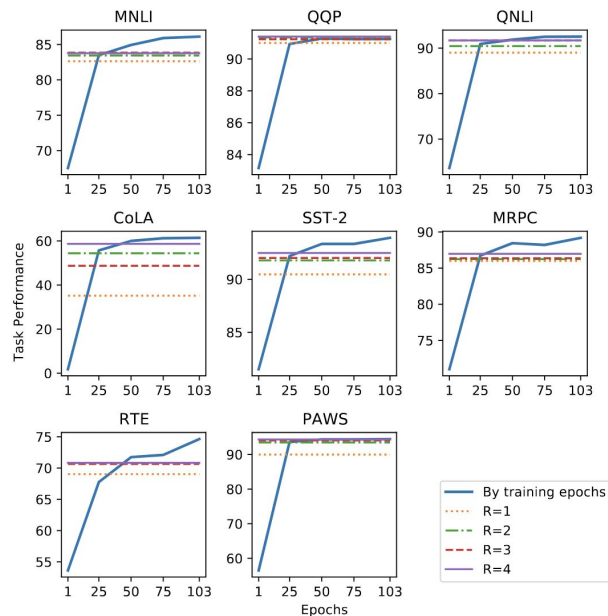 MNLI
85
80
75
70
1 25 50 75 103
QQP
90
88
86
84
1 25 50 75 103
QNLI
90
80
70
1 25 50 75 103
Task Performance
CoLA
60
40
20
0
1 25 50 75 103
SST-2
90
85
1 25 50 75 103
MRPC
90
85
80
75
1 25 50 75 103
RTE
75
70
65
60
55
1 25 50 75 103
PAWS
90
80
70
60
1 25 50 75 103
Epochs
By training epochs
R=1
R=2
R=3
R=4